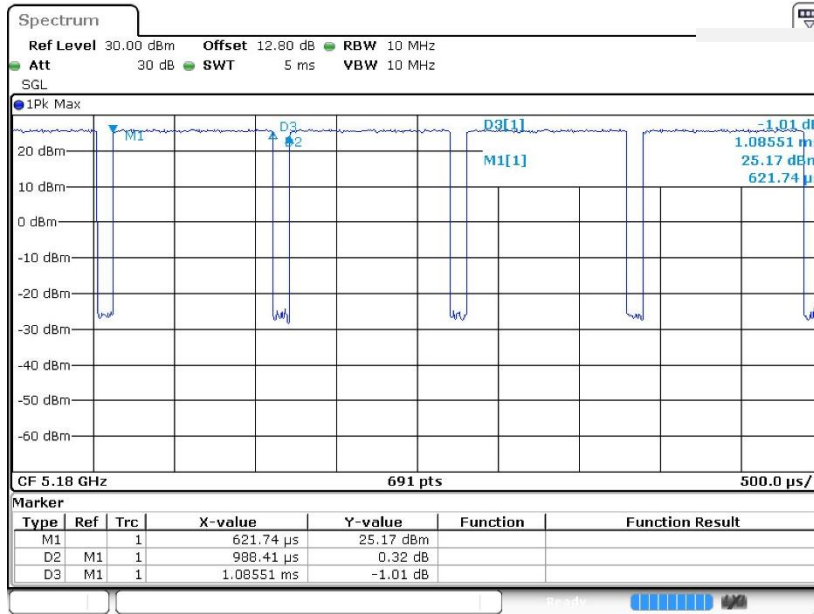 Spectrum
Ref Level 30.00 dBm Offset 12.80 dB RBW 10 MHz
Att 30 dB SWT 5 ms VBW 10 MHz
SGL
1Pk Max
D3[1] -1.01 d
1.08551 m
M1[1] 25.17 dBm
621.74 µ
M1
D3
D2
20 dBm
10 dBm
0 dBm
-10 dBm
-20 dBm
-30 dBm
-40 dBm
-50 dBm
-60 dBm
CF 5.18 GHz 691 pts 500.0 µs/
Marker
Type Ref Trc X-value Y-value Function Function Result
M1 1 621.74 µs 25.17 dBm
D2 M1 1 988.41 µs 0.32 dB
D3 M1 1 1.08551 ms -1.01 dB
Ready